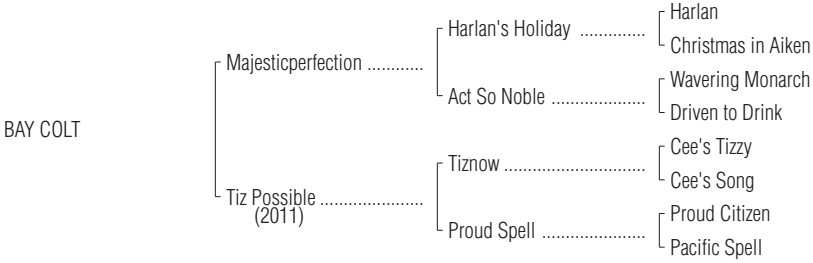 Harlan
Harlan's Holiday ..............
Christmas in Aiken
Majesticperfection ............
Wavering Monarch
Act So Noble ....................
Driven to Drink
BAY COLT
Cee's Tizzy
Tiznow ..............................
Cee's Song
Tiz Possible ......................
(2011)
Proud Citizen
Proud Spell ......................
Pacific Spell